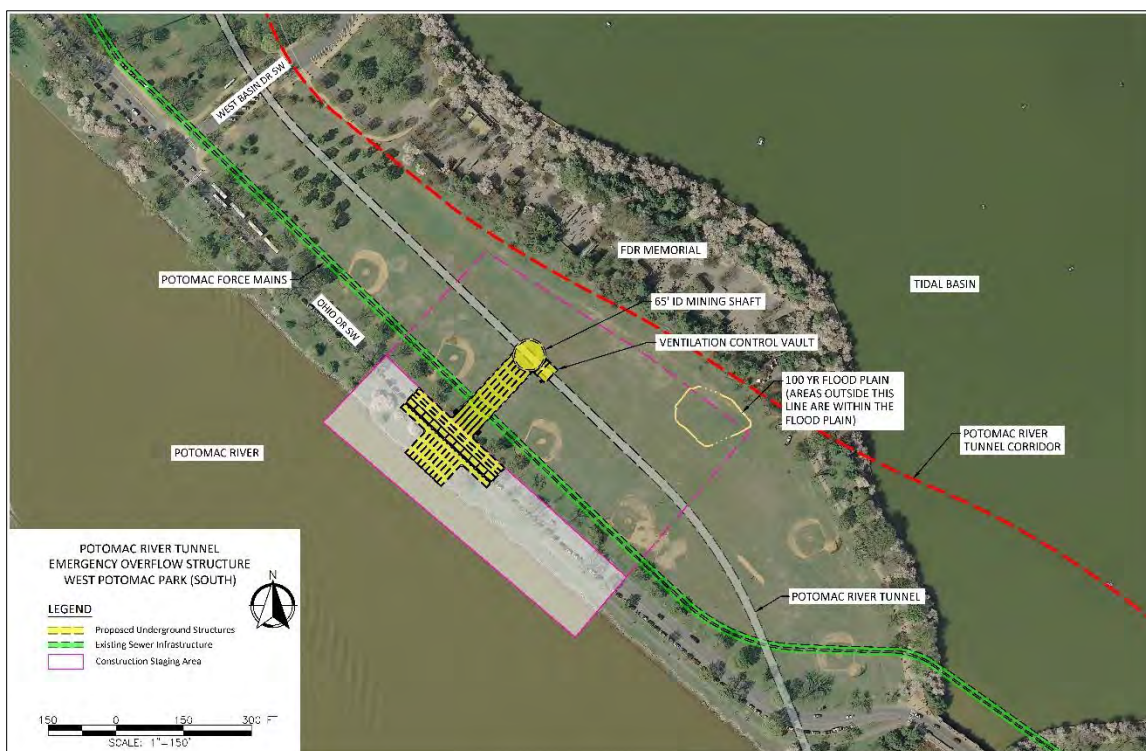 WEST BASIN DR SW
FDR MEMORIAL
TIDAL BASIN
POTOMAC FORCE MAINS
65' ID MINING SHAFT
OHIO DR SW
VENTILATION CONTROL VAULT
100 YR FLOOD PLAIN
(AREAS OUTSIDE THIS
LINE ARE WITHIN THE
FLOOD PLAIN)
POTOMAC RIVER
POTOMAC RIVER
TUNNEL CORRIDOR
POTOMAC RIVER TUNNEL
POTOMAC RIVER TUNNEL
EMERGENCY OVERFLOW STRUCTURE
WEST POTOMAC PARK (SOUTH)
N
LEGEND
Proposed Underground Structures
Existing Sewer Infrastructure
Construction Staging Area
150 0 150 300 FT
SCALE: 1"=150'